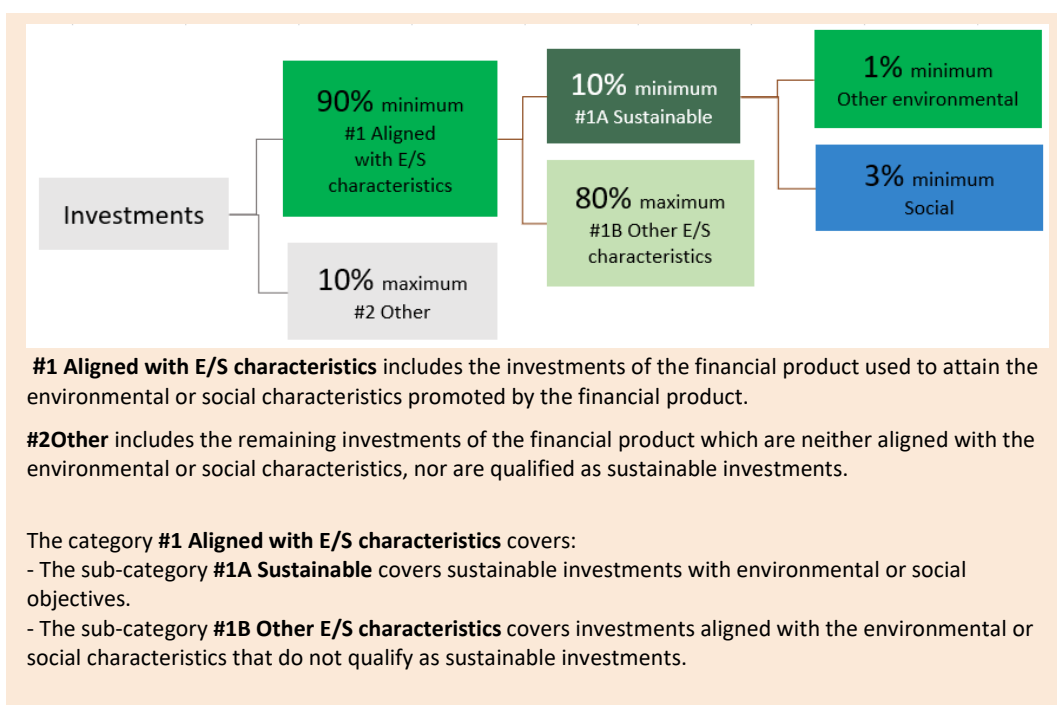 Investments
90% minimum
#1 Aligned
with E/S
characteristics
10% maximum
#2 Other
10% minimum
#1A Sustainable
80% maximum
#1B Other E/S
characteristics
1% minimum
Other environmental
3% minimum
Social
#1 Aligned with E/S characteristics includes the investments of the financial product used to attain the
environmental or social characteristics promoted by the financial product.
#2Other includes the remaining investments of the financial product which are neither aligned with the
environmental or social characteristics, nor are qualified as sustainable investments.
The category #1 Aligned with E/S characteristics covers:
- The sub-category #1A Sustainable covers sustainable investments with environmental or social
objectives.
- The sub-category #1B Other E/S characteristics covers investments aligned with the environmental or
social characteristics that do not qualify as sustainable investments.